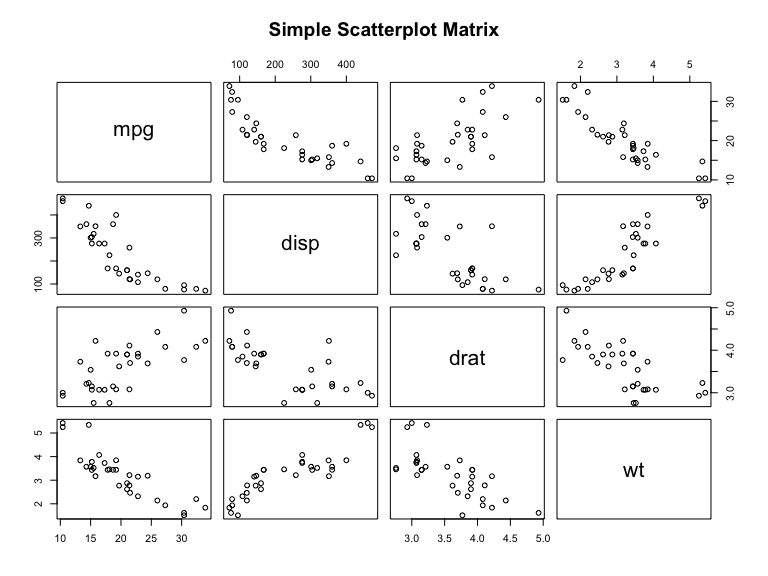 Simple Scatterplot Matrix
100 200 300 400
2 3 4 5
mpg
10 20 30
100 300
disp
drat
3.0 4.0 5.0
2 3 4 5
wt
10 15 20 25 30
3.0 3.5 4.0 4.5 5.0